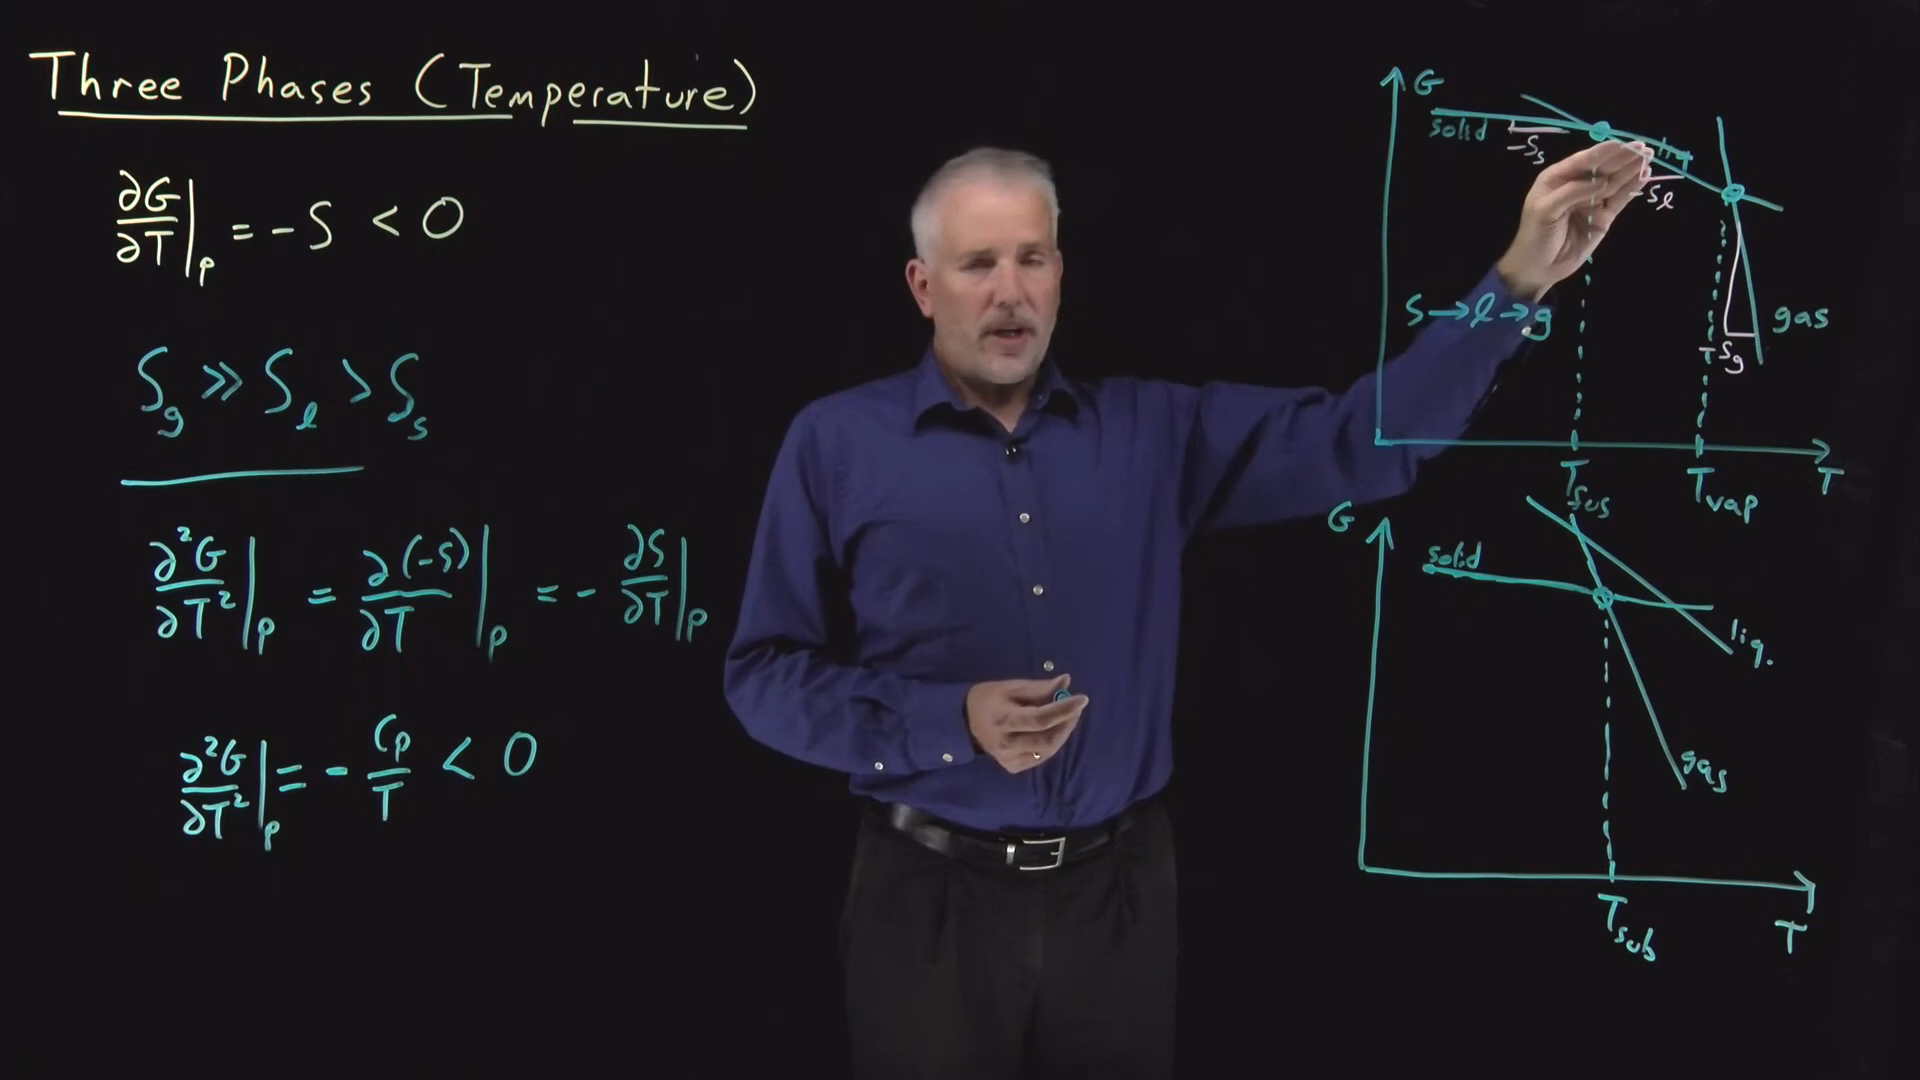 Three Phases (Temperature)
∂G/∂T|p = -S < 0
Sg >> Sl > Ss
∂²G/∂T²|p = ∂(-S)/∂T|p = - ∂S/∂T|p
∂²G/∂T²|p = - Cp/T < 0
G
solid
-Ss
liq
-Sl
S→l→g
gas
Sg
Tfus
Tvap
T
G
solid
liq.
gas
Tsub
T